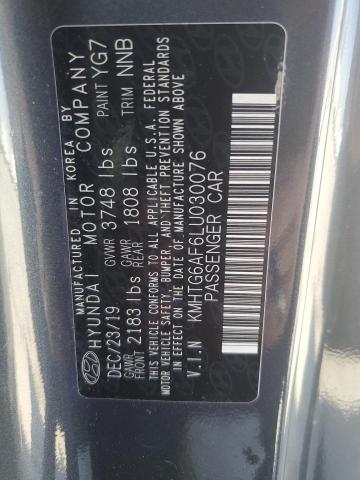 MANUFACTURED IN KOREA BY
HYUNDAI MOTOR COMPANY
DEC/23/19 GVWR 3748 lbs PAINT YG7
GAWR FRONT 2183 lbs GAWR REAR 1808 lbs TRIM NNB
THIS VEHICLE CONFORMS TO ALL APPLICABLE U.S.A. FEDERAL
MOTOR VEHICLE SAFETY, BUMPER, AND THEFT PREVENTION STANDARDS
IN EFFECT ON THE DATE OF MANUFACTURE SHOWN ABOVE
V.I.N KMHTG6AF6LU030076
PASSENGER CAR